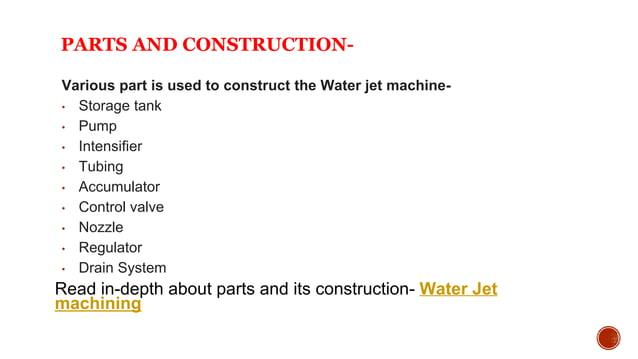 PARTS AND CONSTRUCTION-
Various part is used to construct the Water jet machine-
• Storage tank
• Pump
• Intensifier
• Tubing
• Accumulator
• Control valve
• Nozzle
• Regulator
• Drain System
Read in-depth about parts and its construction- Water Jet
machining